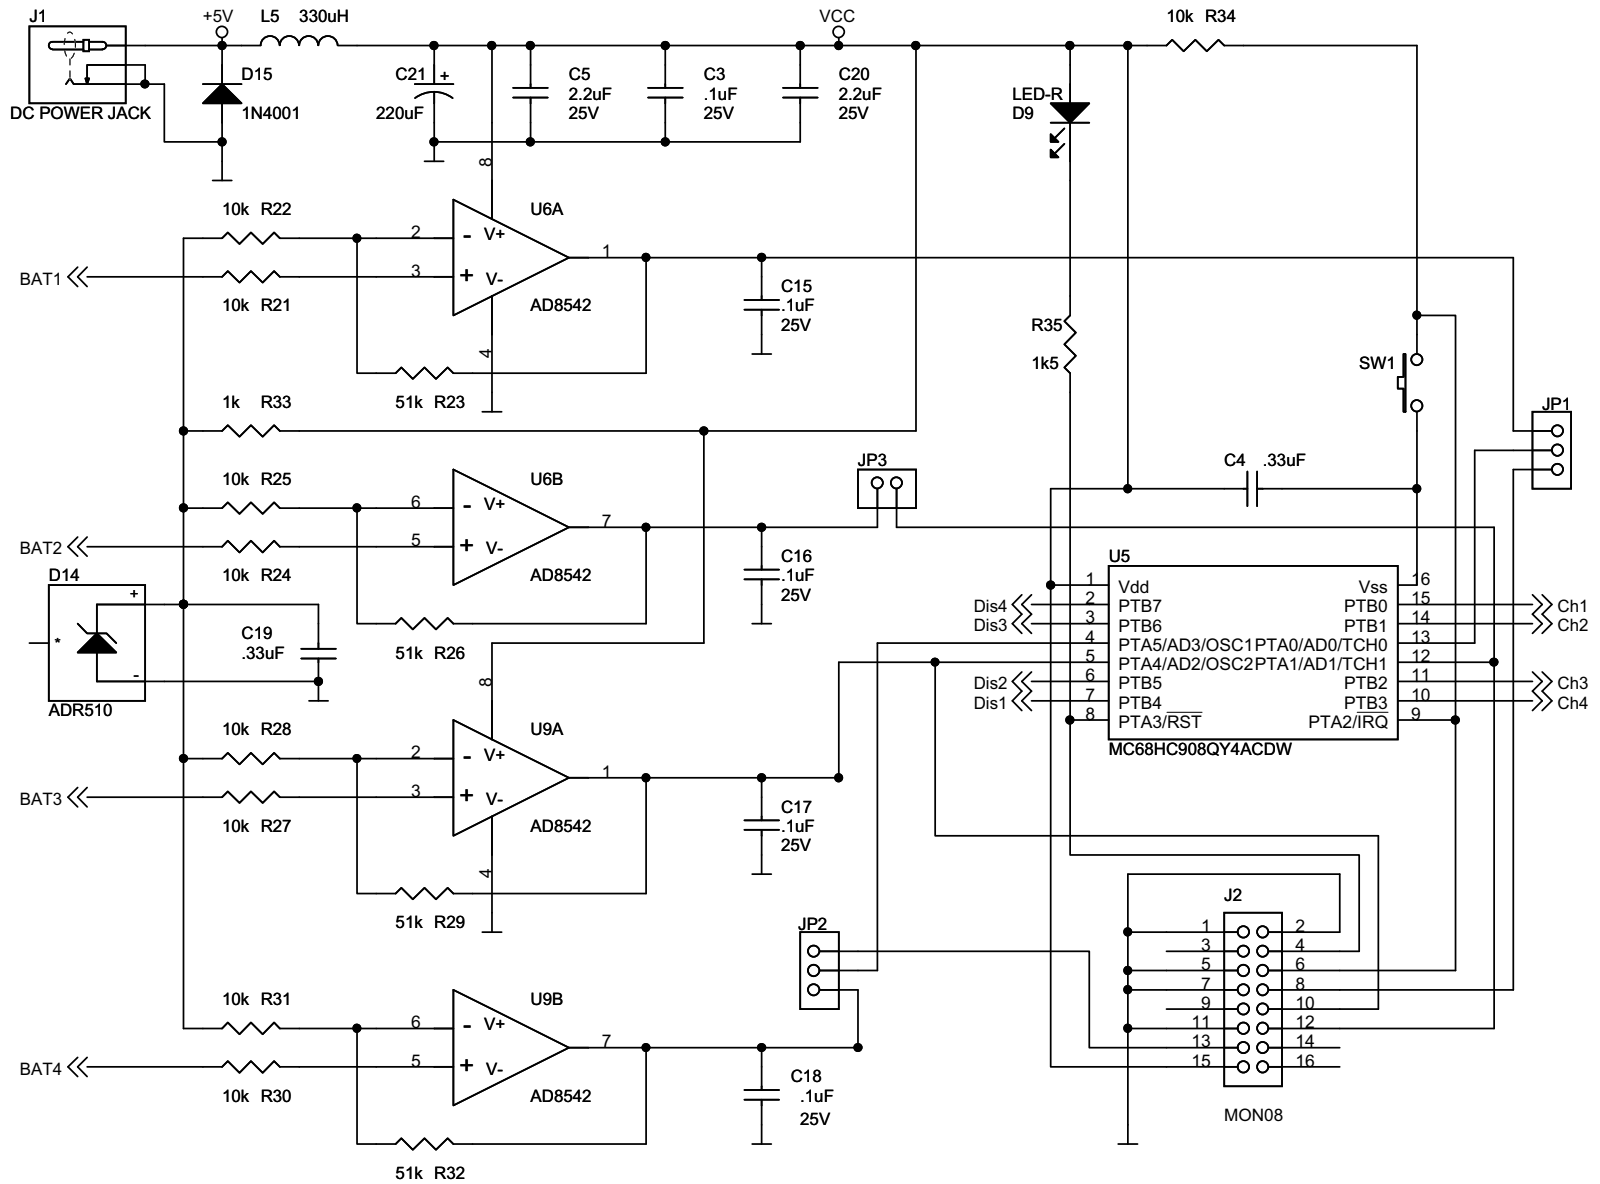 J1
+5V
L5 330uH
VCC
10k R34
DC POWER JACK
D15
1N4001
C21 +
220uF
C5
2.2uF
25V
C3
.1uF
25V
C20
2.2uF
25V
LED-R
D9
10k R22
BAT1
10k R21
2
3
8
- V+
+ V-
4
1
U6A
AD8542
51k R23
C15
.1uF
25V
R35
1k5
SW1
JP1
1k R33
10k R25
BAT2
10k R24
6
5
- V+
+ V-
7
U6B
AD8542
51k R26
C16
.1uF
25V
JP3
C4 .33uF
D14
+
*
-
ADR510
C19
.33uF
U5
1 Vdd Vss 16
Dis4 2 PTB7 PTB0 15 Ch1
Dis3 3 PTB6 PTB1 14 Ch2
4 PTA5/AD3/OSC1 PTA0/AD0/TCH0 13
5 PTA4/AD2/OSC2 PTA1/AD1/TCH1 12
Dis2 6 PTB5 PTB2 11 Ch3
Dis1 7 PTB4 PTB3 10 Ch4
8 PTA3/RST PTA2/IRQ 9
MC68HC908QY4ACDW
10k R28
BAT3
10k R27
2
3
8
- V+
+ V-
4
1
U9A
AD8542
51k R29
C17
.1uF
25V
JP2
10k R31
BAT4
10k R30
6
5
- V+
+ V-
7
U9B
AD8542
51k R32
C18
.1uF
25V
J2
1 2
3 4
5 6
7 8
9 10
11 12
13 14
15 16
MON08